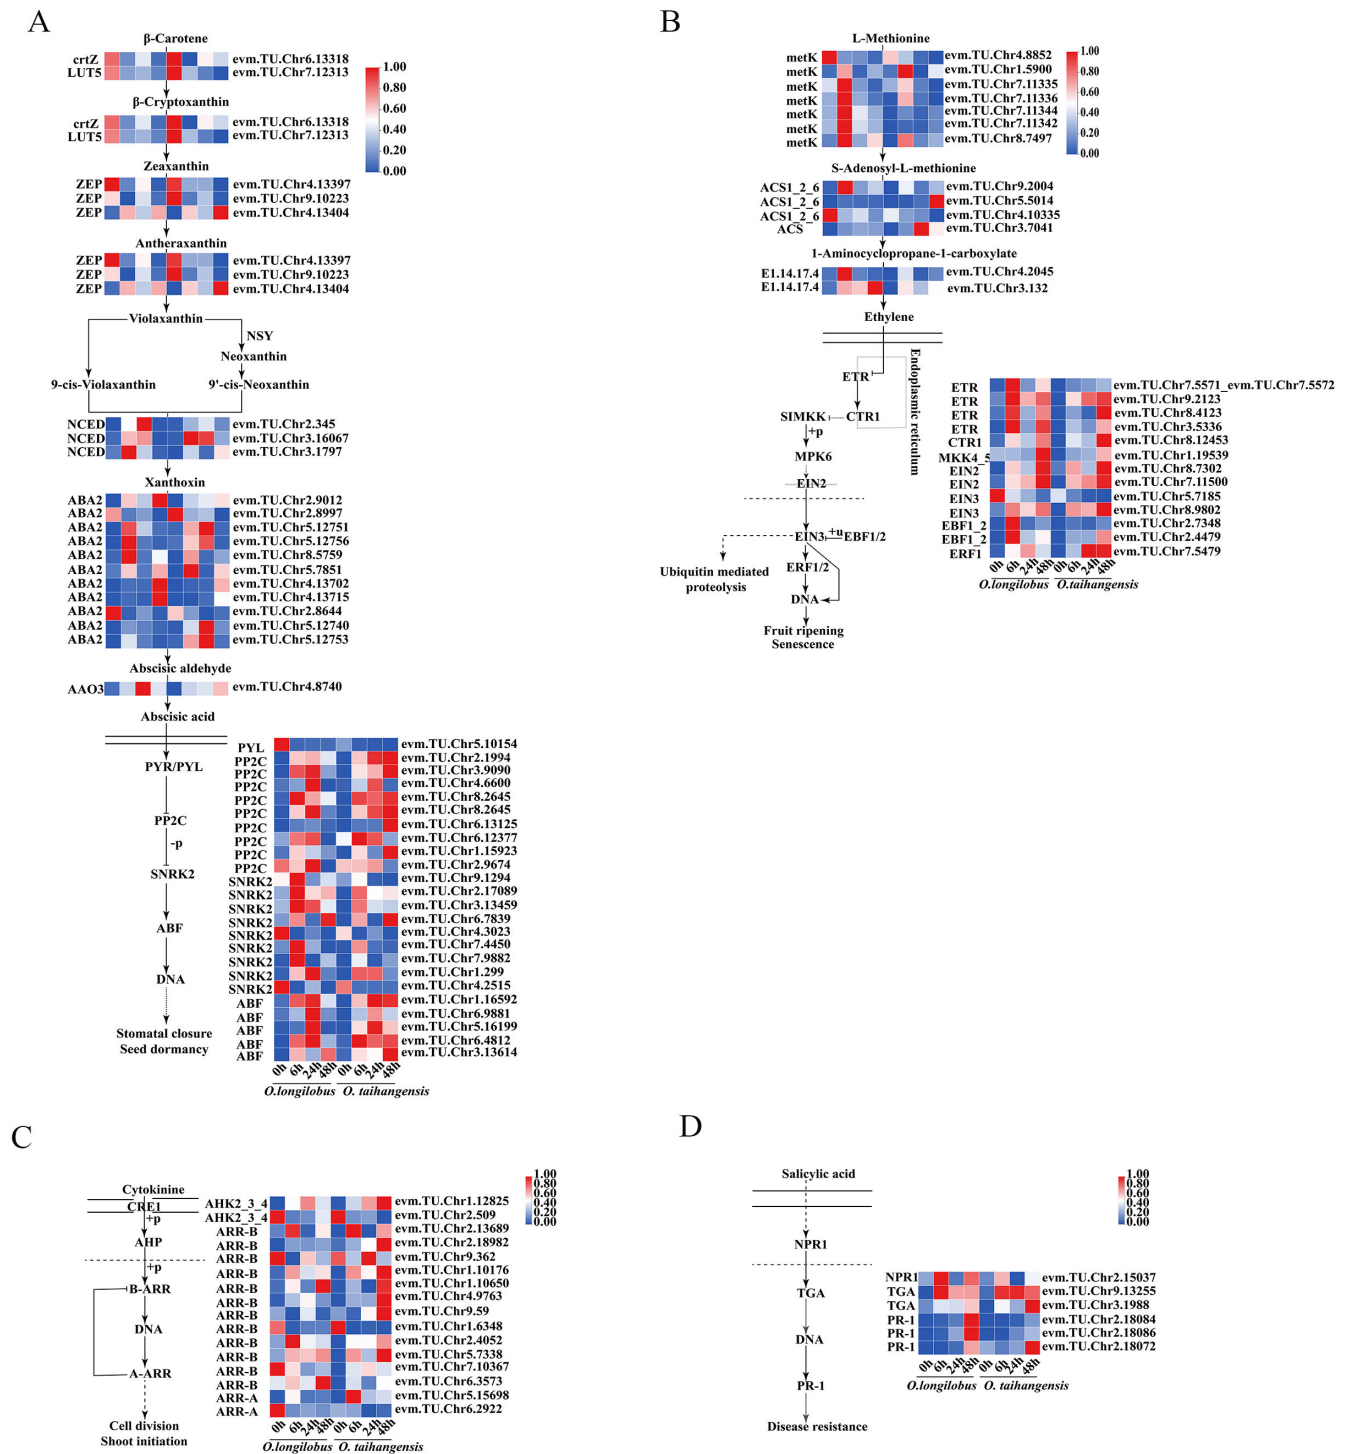 A
β-Carotene
crtZ evm.TU.Chr6.13318
LUT5 evm.TU.Chr7.12313
β-Cryptoxanthin
crtZ evm.TU.Chr6.13318
LUT5 evm.TU.Chr7.12313
1.00
0.80
0.60
0.40
0.20
0.00
Zeaxanthin
ZEP evm.TU.Chr4.13397
ZEP evm.TU.Chr9.10223
ZEP evm.TU.Chr4.13404
Antheraxanthin
ZEP evm.TU.Chr4.13397
ZEP evm.TU.Chr9.10223
ZEP evm.TU.Chr4.13404
Violaxanthin
NSY
Neoxanthin
9-cis-Violaxanthin 9'-cis-Neoxanthin
NCED evm.TU.Chr2.345
NCED evm.TU.Chr3.16067
NCED evm.TU.Chr3.1797
Xanthoxin
ABA2 evm.TU.Chr2.9012
ABA2 evm.TU.Chr2.8997
ABA2 evm.TU.Chr5.12751
ABA2 evm.TU.Chr5.12756
ABA2 evm.TU.Chr8.5759
ABA2 evm.TU.Chr5.7851
ABA2 evm.TU.Chr4.13702
ABA2 evm.TU.Chr4.13715
ABA2 evm.TU.Chr2.8644
ABA2 evm.TU.Chr5.12740
ABA2 evm.TU.Chr5.12753
Abscisic aldehyde
AAO3 evm.TU.Chr4.8740
Abscisic acid
PYR/PYL
PP2C
-p
SNRK2
ABF
DNA
Stomatal closure
Seed dormancy
PYL evm.TU.Chr5.10154
PP2C evm.TU.Chr2.1994
PP2C evm.TU.Chr3.9090
PP2C evm.TU.Chr4.6600
PP2C evm.TU.Chr8.2645
PP2C evm.TU.Chr8.2645
PP2C evm.TU.Chr6.13125
PP2C evm.TU.Chr6.12377
PP2C evm.TU.Chr1.15923
PP2C evm.TU.Chr2.9674
SNRK2 evm.TU.Chr9.1294
SNRK2 evm.TU.Chr2.17089
SNRK2 evm.TU.Chr3.13459
SNRK2 evm.TU.Chr6.7839
SNRK2 evm.TU.Chr4.3023
SNRK2 evm.TU.Chr7.4450
SNRK2 evm.TU.Chr7.9882
SNRK2 evm.TU.Chr1.299
SNRK2 evm.TU.Chr4.2515
ABF evm.TU.Chr1.16592
ABF evm.TU.Chr6.9881
ABF evm.TU.Chr5.16199
ABF evm.TU.Chr6.4812
ABF evm.TU.Chr3.13614
0h 6h 24h 48h 0h 6h 24h 48h
O.longilobus O. taihangensis
B
L-Methionine
metK evm.TU.Chr4.8852
metK evm.TU.Chr1.5900
metK evm.TU.Chr7.11335
metK evm.TU.Chr7.11336
metK evm.TU.Chr7.11344
metK evm.TU.Chr7.11342
metK evm.TU.Chr8.7497
1.00
0.80
0.60
0.40
0.20
0.00
S-Adenosyl-L-methionine
ACS1_2_6 evm.TU.Chr9.2004
ACS1_2_6 evm.TU.Chr5.5014
ACS1_2_6 evm.TU.Chr4.10335
ACS evm.TU.Chr3.7041
1-Aminocyclopropane-1-carboxylate
E1.14.17.4 evm.TU.Chr4.2045
E1.14.17.4 evm.TU.Chr3.132
Ethylene
Endoplasmic reticulum
ETR
SIMKK CTR1
+p
MPK6
EIN2
EIN3 +u EBF1/2
Ubiquitin mediated
proteolysis
ERF1/2
DNA
Fruit ripening
Senescence
ETR evm.TU.Chr7.5571_evm.TU.Chr7.5572
ETR evm.TU.Chr9.2123
ETR evm.TU.Chr8.4123
ETR evm.TU.Chr3.5336
CTR1 evm.TU.Chr8.12453
MKK4_5 evm.TU.Chr1.19539
EIN2 evm.TU.Chr8.7302
EIN2 evm.TU.Chr7.11500
EIN3 evm.TU.Chr5.7185
EIN3 evm.TU.Chr8.9802
EBF1_2 evm.TU.Chr2.7348
EBF1_2 evm.TU.Chr2.4479
ERF1 evm.TU.Chr7.5479
0h 6h 24h 48h 0h 6h 24h 48h
O.longilobus O.taihangensis
C
Cytokinine
CRE1
+p
AHP
+p
B-ARR
DNA
A-ARR
Cell division
Shoot initiation
1.00
0.80
0.60
0.40
0.20
0.00
AHK2_3_4 evm.TU.Chr1.12825
AHK2_3_4 evm.TU.Chr2.509
ARR-B evm.TU.Chr2.13689
ARR-B evm.TU.Chr2.18982
ARR-B evm.TU.Chr9.362
ARR-B evm.TU.Chr1.10176
ARR-B evm.TU.Chr1.10650
ARR-B evm.TU.Chr4.9763
ARR-B evm.TU.Chr9.59
ARR-B evm.TU.Chr1.6348
ARR-B evm.TU.Chr2.4052
ARR-B evm.TU.Chr5.7338
ARR-B evm.TU.Chr7.10367
ARR-B evm.TU.Chr6.3573
ARR-A evm.TU.Chr5.15698
ARR-A evm.TU.Chr6.2922
0h 6h 24h 48h 0h 6h 24h 48h
O.longilobus O. taihangensis
D
Salicylic acid
NPR1
TGA
DNA
PR-1
Disease resistance
1.00
0.80
0.60
0.40
0.20
0.00
NPR1 evm.TU.Chr2.15037
TGA evm.TU.Chr9.13255
TGA evm.TU.Chr3.1988
PR-1 evm.TU.Chr2.18084
PR-1 evm.TU.Chr2.18086
PR-1 evm.TU.Chr2.18072
0h 6h 24h 48h 0h 6h 24h 48h
O.longilobus O. taihangensis